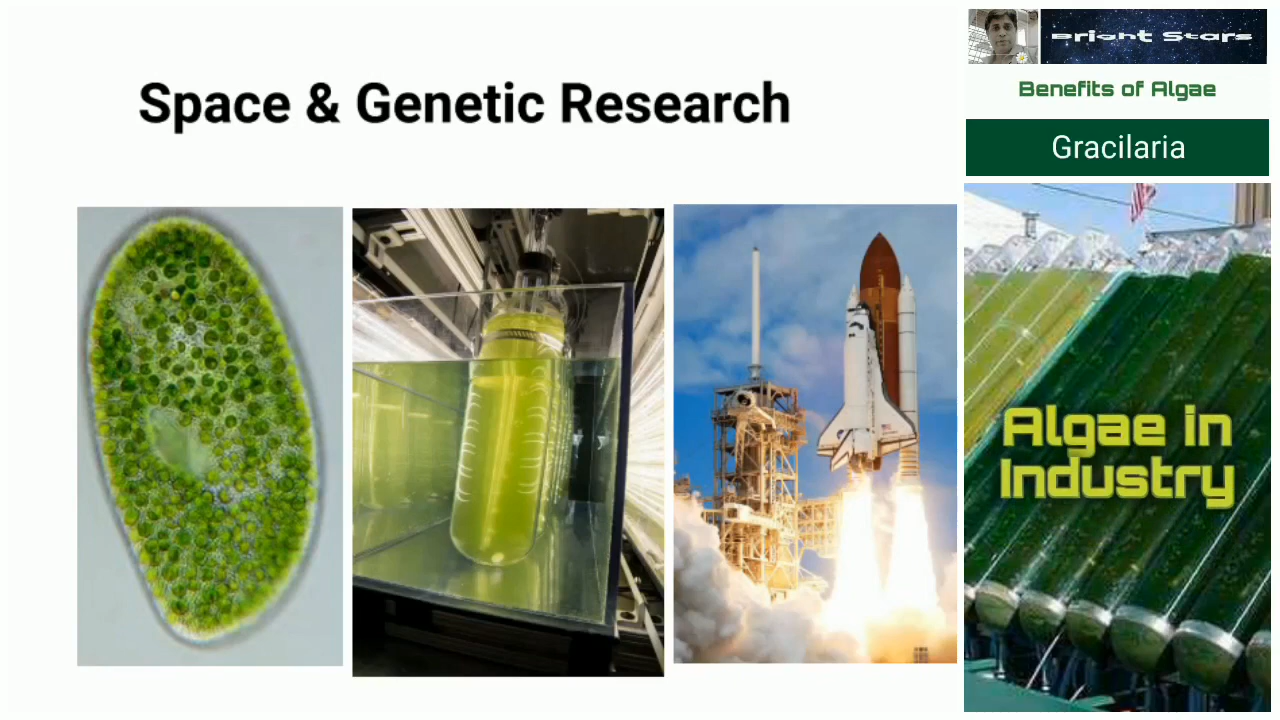 Space & Genetic Research
Bright Stars
Benefits of Algae
Gracilaria
Algae in
Industry